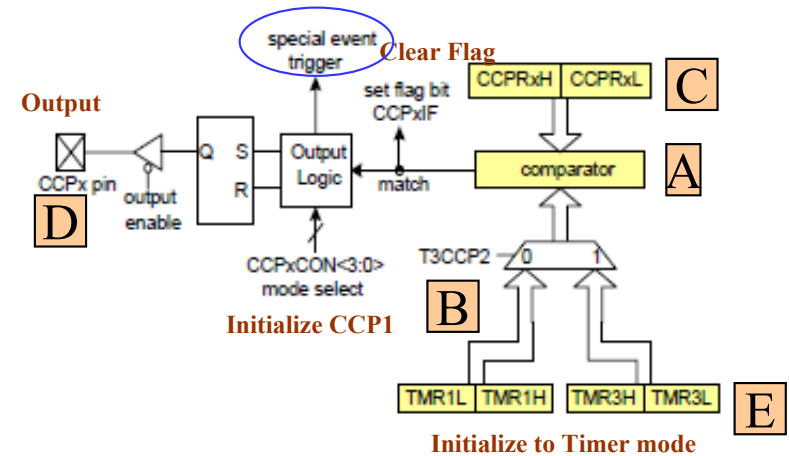 special event
trigger
Clear Flag
CCPRxH CCPRxL
C
set flag bit
CCPxIF
Output
Q S
R
Output
Logic
match
comparator
A
CCPx pin
output
enable
D
T3CCP2 0 1
CCPxCON<3:0>
mode select
B
Initialize CCP1
TMR1L TMR1H TMR3H TMR3L
E
Initialize to Timer mode